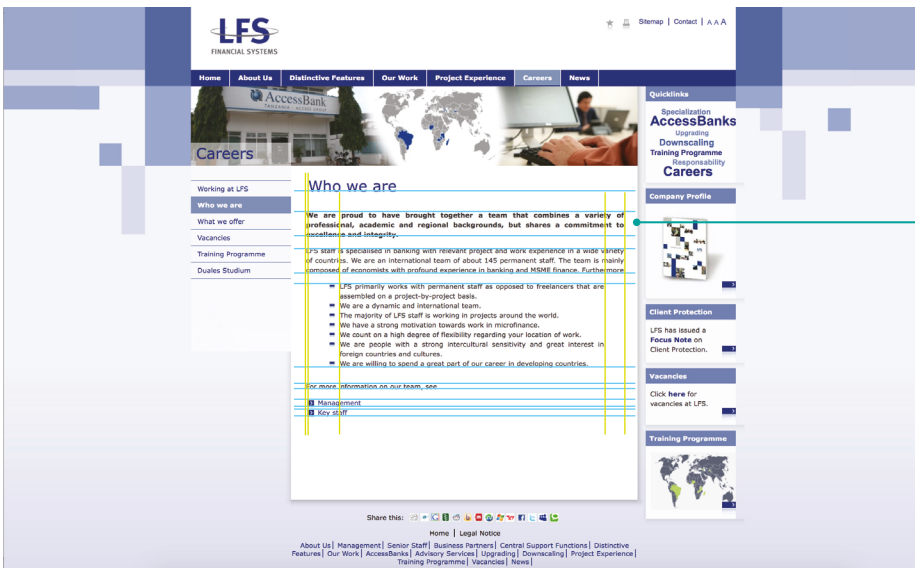 LFS
FINANCIAL SYSTEMS
Sitemap | Contact | A A A
Home
About Us
Distinctive Features
Our Work
Project Experience
Careers
News
AccessBank
TANZANIA - ACCESS GROUP
Careers
Working at LFS
Who we are
What we offer
Vacancies
Training Programme
Duales Studium
Who we are
We are proud to have brought together a team that combines a variety of
professional, academic and regional backgrounds, but shares a commitment to
excellence and integrity.
LFS staff is specialised in banking with relevant project and work experience in a wide variety
of countries. We are an international team of about 145 permanent staff. The team is mainly
composed of economists with profound experience in banking and MSME finance. Furthermore
LFS primarily works with permanent staff as opposed to freelancers that are
assembled on a project-by-project basis.
We are a dynamic and international team.
The majority of LFS staff is working in projects around the world.
We have a strong motivation towards work in microfinance.
We count on a high degree of flexibility regarding your location of work.
We are people with a strong intercultural sensitivity and great interest in
foreign countries and cultures.
We are willing to spend a great part of our career in developing countries.
For more information on our team, see
Management
Key staff
Quicklinks
Specialization
AccessBanks
Upgrading
Downscaling
Training Programme
Responsability
Careers
Company Profile
Client Protection
LFS has issued a
Focus Note on
Client Protection.
Vacancies
Click here for
vacancies at LFS.
Training Programme
Share this:
Home | Legal Notice
About Us| Management| Senior Staff| Business Partners| Central Support Functions| Distinctive
Features| Our Work| AccessBanks| Advisory Services| Upgrading| Downscaling| Project Experience|
Training Programme| Vacancies| News|